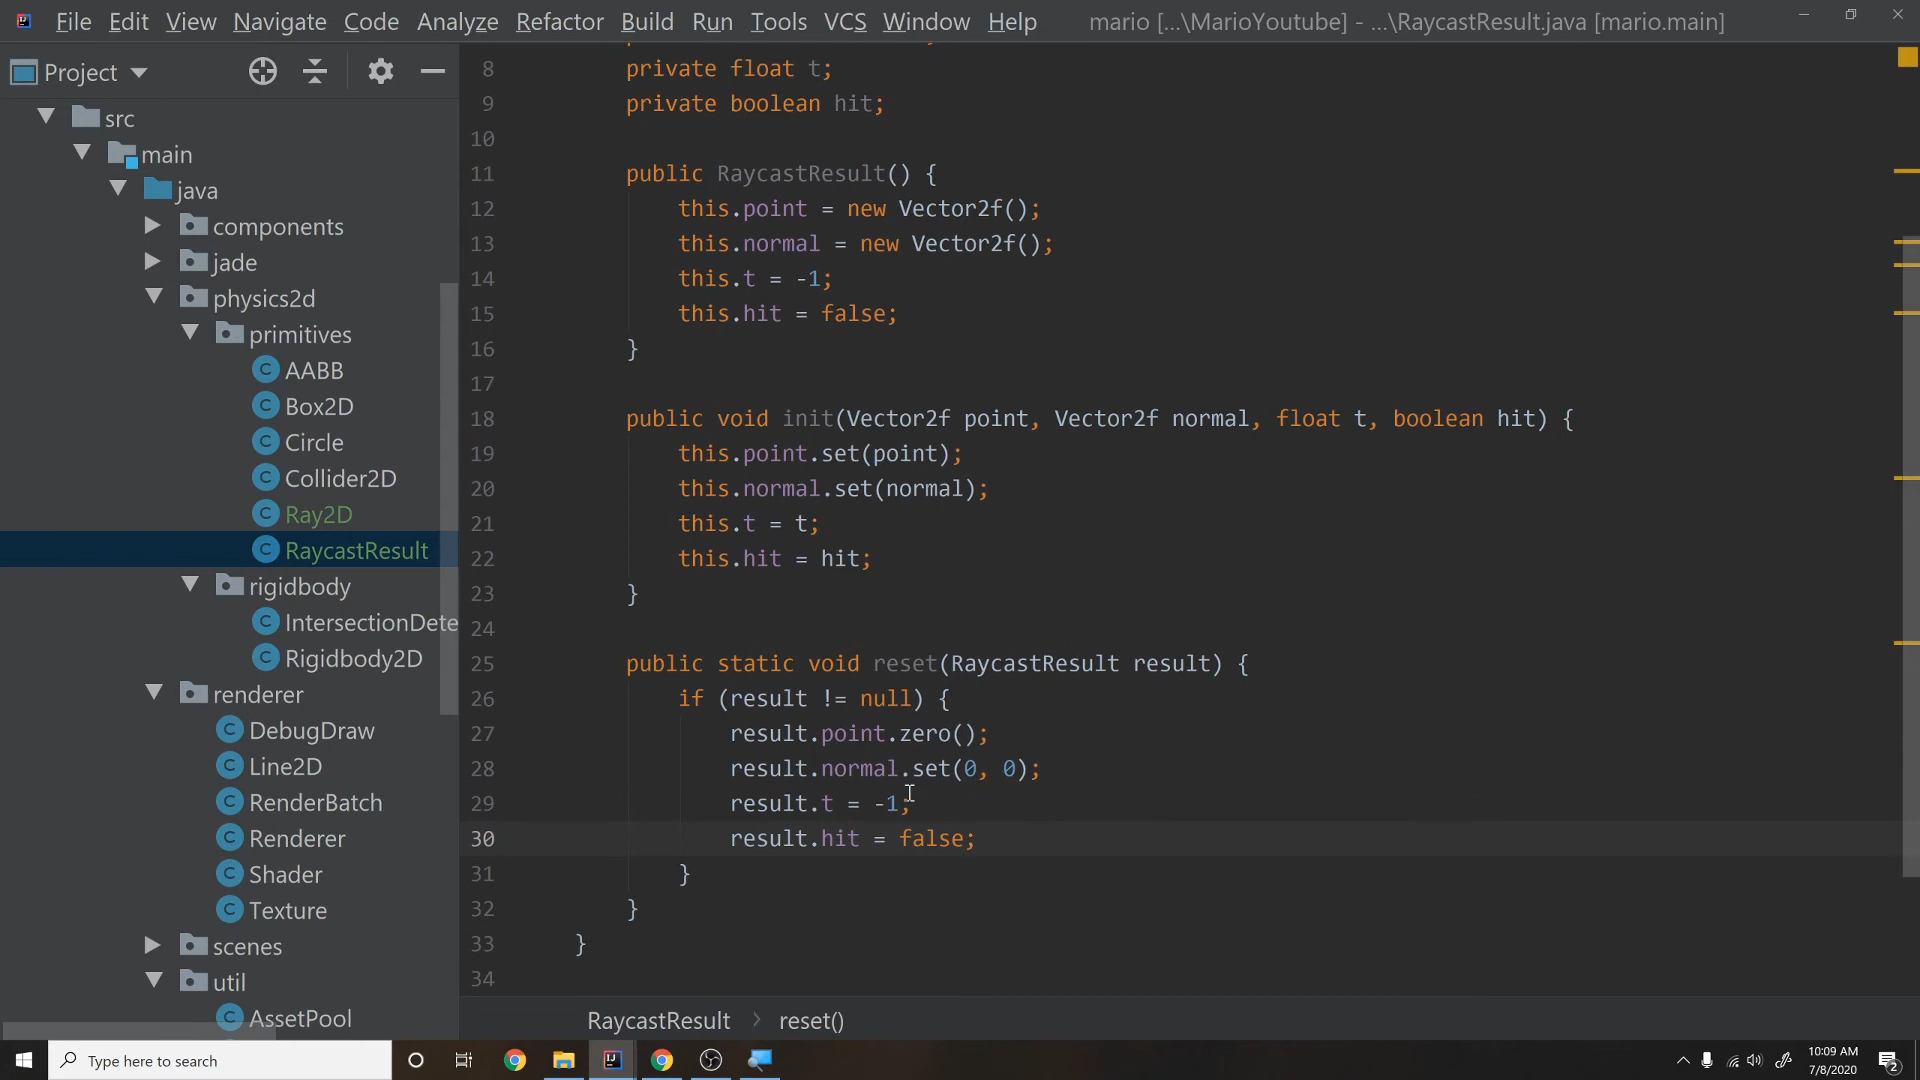 File Edit View Navigate Code Analyze Refactor Build Run Tools VCS Window Help mario [...\MarioYoutube] - ...\RaycastResult.java [mario.main]
Project
src
main
java
components
jade
physics2d
primitives
AABB
Box2D
Circle
Collider2D
Ray2D
RaycastResult
rigidbody
IntersectionDete
Rigidbody2D
renderer
DebugDraw
Line2D
RenderBatch
Renderer
Shader
Texture
scenes
util
AssetPool
8 private float t;
9 private boolean hit;
10
11 public RaycastResult() {
12 this.point = new Vector2f();
13 this.normal = new Vector2f();
14 this.t = -1;
15 this.hit = false;
16 }
17
18 public void init(Vector2f point, Vector2f normal, float t, boolean hit) {
19 this.point.set(point);
20 this.normal.set(normal);
21 this.t = t;
22 this.hit = hit;
23 }
24
25 public static void reset(RaycastResult result) {
26 if (result != null) {
27 result.point.zero();
28 result.normal.set(0, 0);
29 result.t = -1;
30 result.hit = false;
31 }
32 }
33 }
34
RaycastResult > reset()
Type here to search
10:09 AM
7/8/2020
2